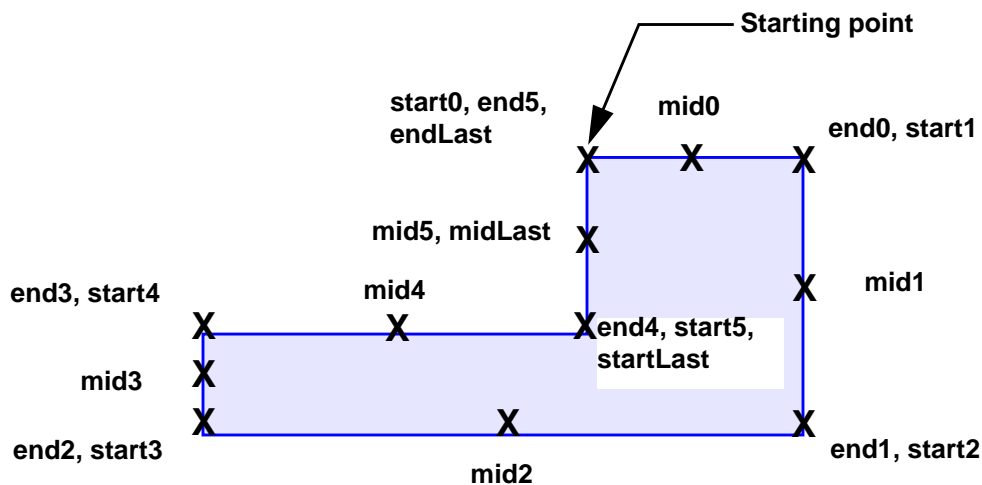 Starting point
start0, end5,
endLast
mid0
end0, start1
mid5, midLast
mid1
end3, start4
mid4
end4, start5,
startLast
mid3
end2, start3
mid2
end1, start2